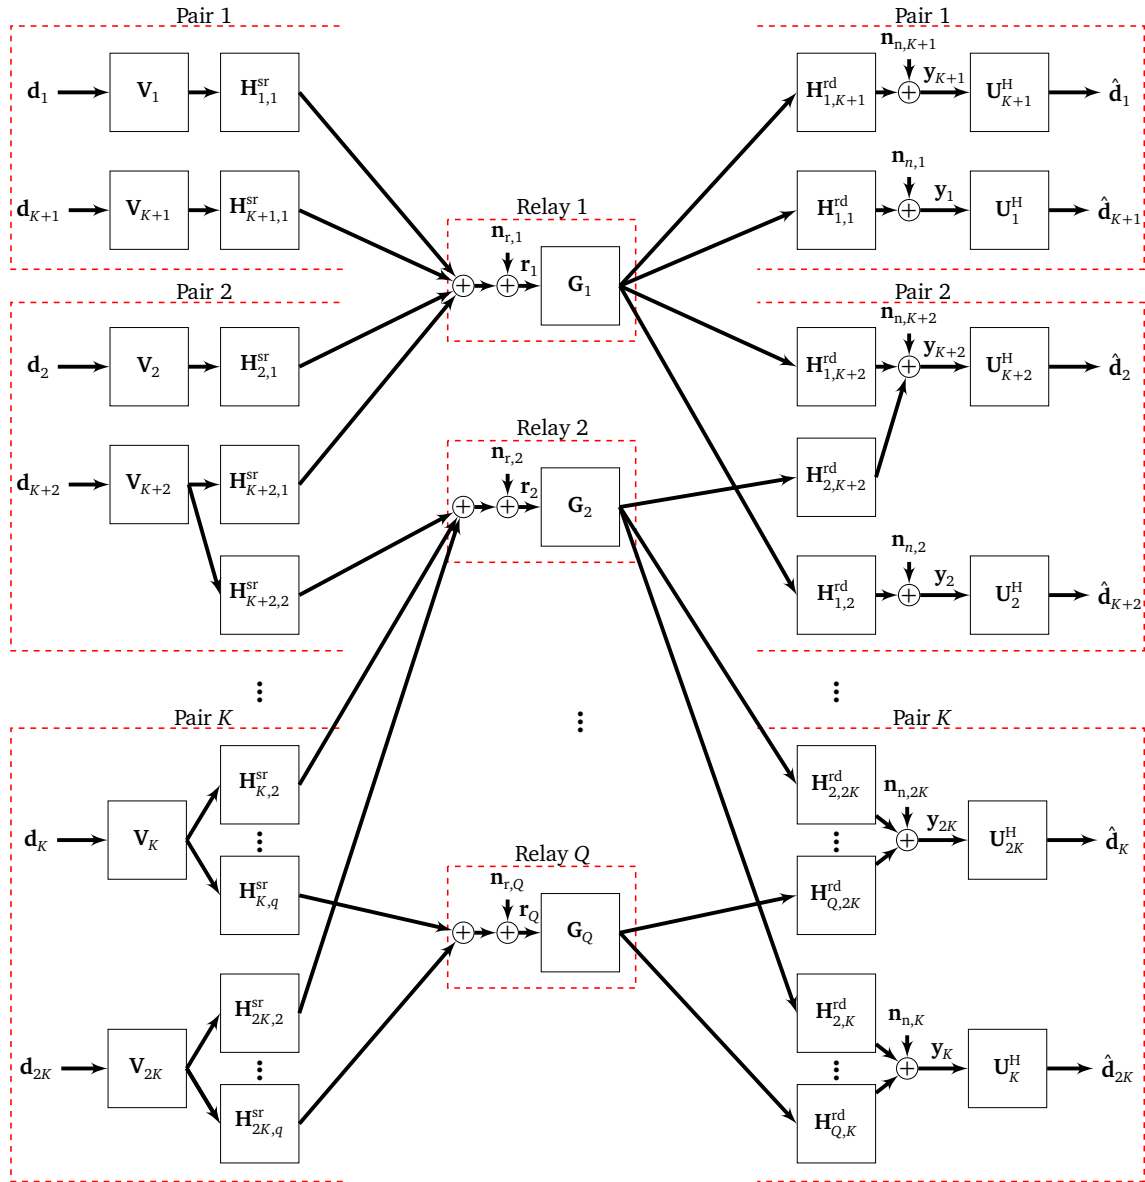 Pair 1
Pair 1
d_1 V_1 H^{sr}_{1,1}
H^{rd}_{1,K+1} n_{n,K+1} y_{K+1} U^H_{K+1} d̂_1
d_{K+1} V_{K+1} H^{sr}_{K+1,1}
H^{rd}_{1,1} n_{n,1} y_1 U^H_1 d̂_{K+1}
Relay 1
n_{r,1} r_1 G_1
Pair 2
Pair 2
d_2 V_2 H^{sr}_{2,1}
H^{rd}_{1,K+2} n_{n,K+2} y_{K+2} U^H_{K+2} d̂_2
d_{K+2} V_{K+2} H^{sr}_{K+2,1}
H^{rd}_{2,K+2}
Relay 2
n_{r,2} r_2 G_2
H^{sr}_{K+2,2}
H^{rd}_{1,2} n_{n,2} y_2 U^H_2 d̂_{K+2}
Pair K
Pair K
H^{sr}_{K,2}
H^{rd}_{2,2K}
d_K V_K
n_{n,2K} y_{2K} U^H_{2K} d̂_K
H^{sr}_{K,q}
H^{rd}_{Q,2K}
Relay Q
n_{r,Q} r_Q G_Q
H^{sr}_{2K,2}
H^{rd}_{2,K}
d_{2K} V_{2K}
n_{n,K} y_K U^H_K d̂_{2K}
H^{sr}_{2K,q}
H^{rd}_{Q,K}